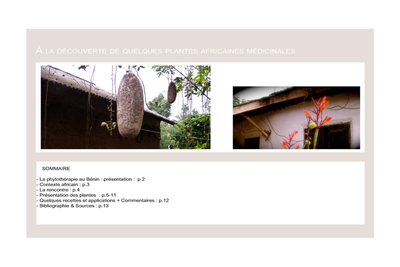 À LA DÉCOUVERTE DE QUELQUES PLANTES AFRICAINES MÉDICINALES
SOMMAIRE
- La phytothérapie au Bénin : présentation : p.2
- Contexte africain : p.3
- La rencontre : p.4
- Présentation des plantes : p.5-11
- Quelques recettes et applications + Commentaires : p.12
- Bibliographie & Sources : p.13